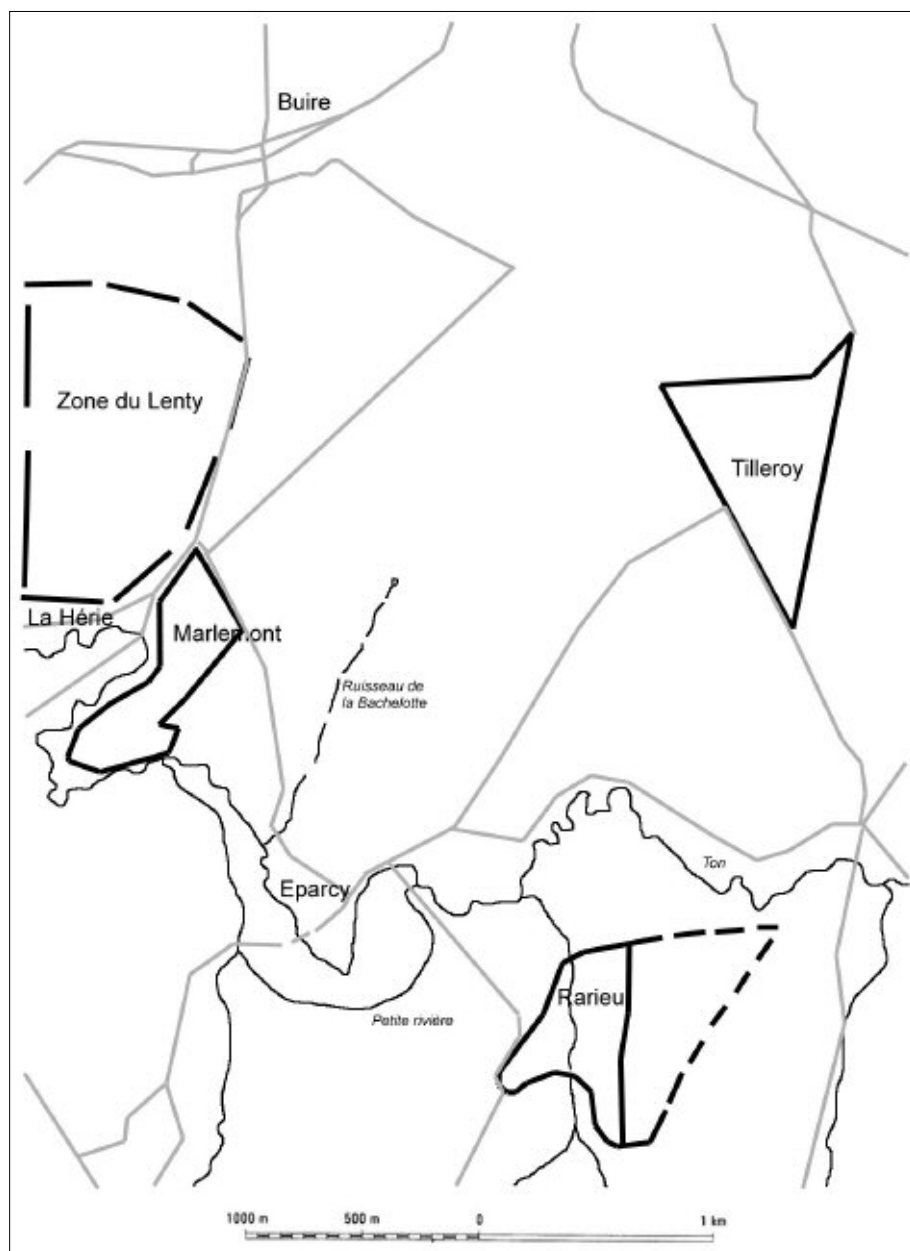 Buire
Zone du Lenty
Tilleroy
La Hérie
Marlemont
Ruisseau de
la Bachelotte
Ton
Eparcy
Rarieu
Petite rivière
1000 m 500 m 0 1 km